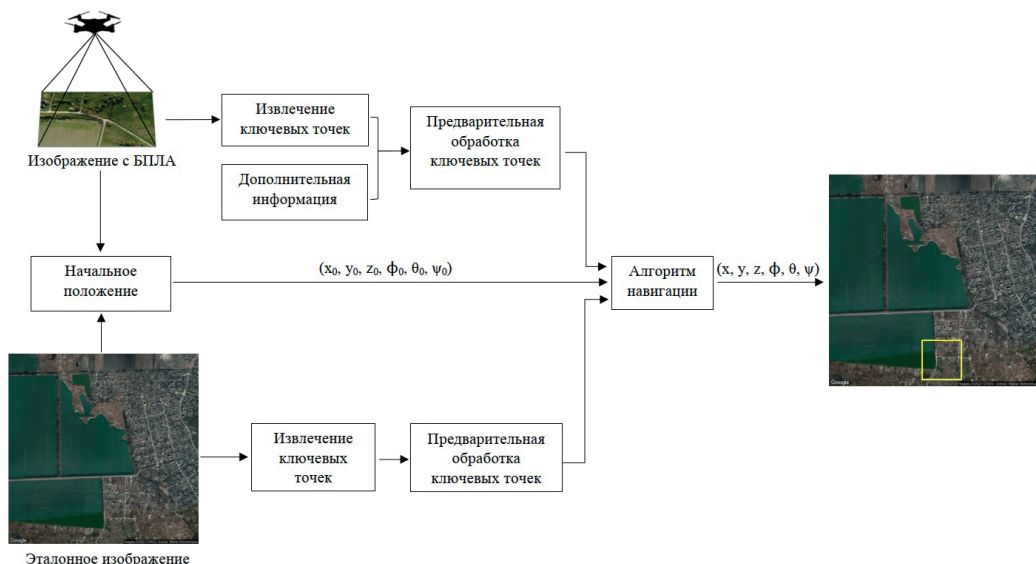 Изображение с БПЛА
Извлечение
ключевых точек
Дополнительная
информация
Предварительная
обработка
ключевых точек
Начальное
положение
(x₀, y₀, z₀, ϕ₀, θ₀, ψ₀)
Алгоритм
навигации
(x, y, z, ϕ, θ, ψ)
Google
Извлечение
ключевых
точек
Предварительная
обработка
ключевых точек
Google
Эталонное изображение